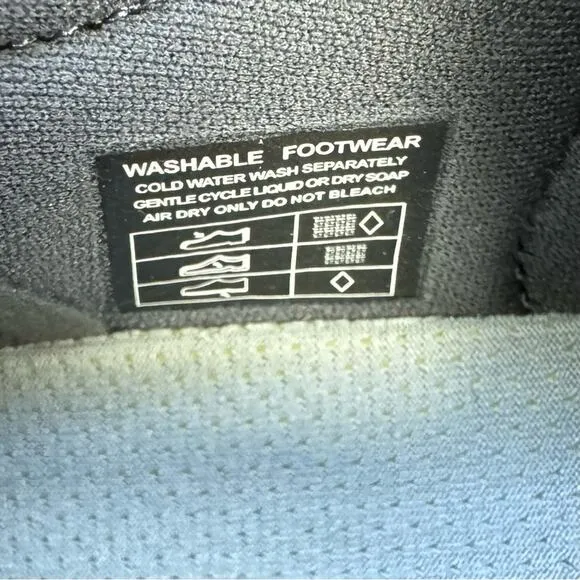 WASHABLE FOOTWEAR
COLD WATER WASH SEPARATELY
GENTLE CYCLE LIQUID OR DRY SOAP
AIR DRY ONLY DO NOT BLEACH